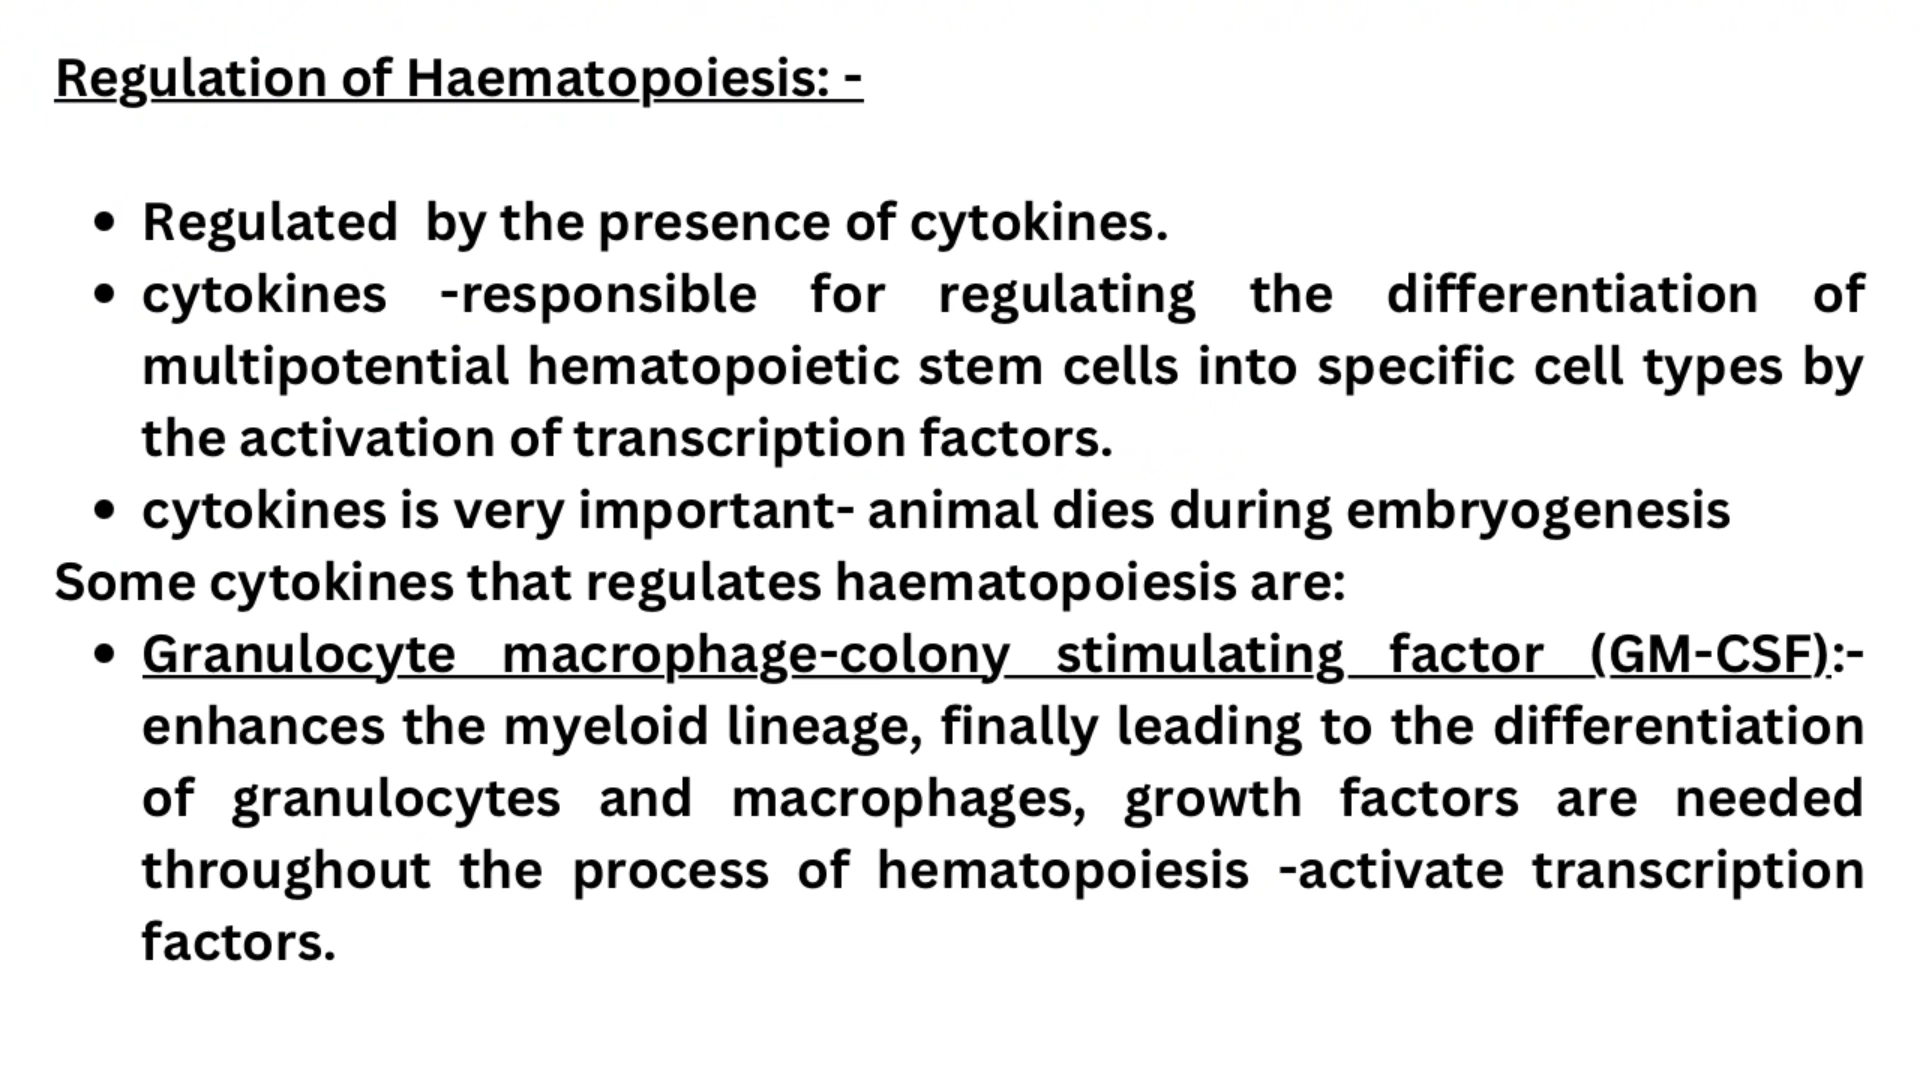 Regulation of Haematopoiesis: -
• Regulated by the presence of cytokines.
• cytokines -responsible for regulating the differentiation of
multipotential hematopoietic stem cells into specific cell types by
the activation of transcription factors.
• cytokines is very important- animal dies during embryogenesis
Some cytokines that regulates haematopoiesis are:
• Granulocyte macrophage-colony stimulating factor (GM-CSF):-
enhances the myeloid lineage, finally leading to the differentiation
of granulocytes and macrophages, growth factors are needed
throughout the process of hematopoiesis -activate transcription
factors.